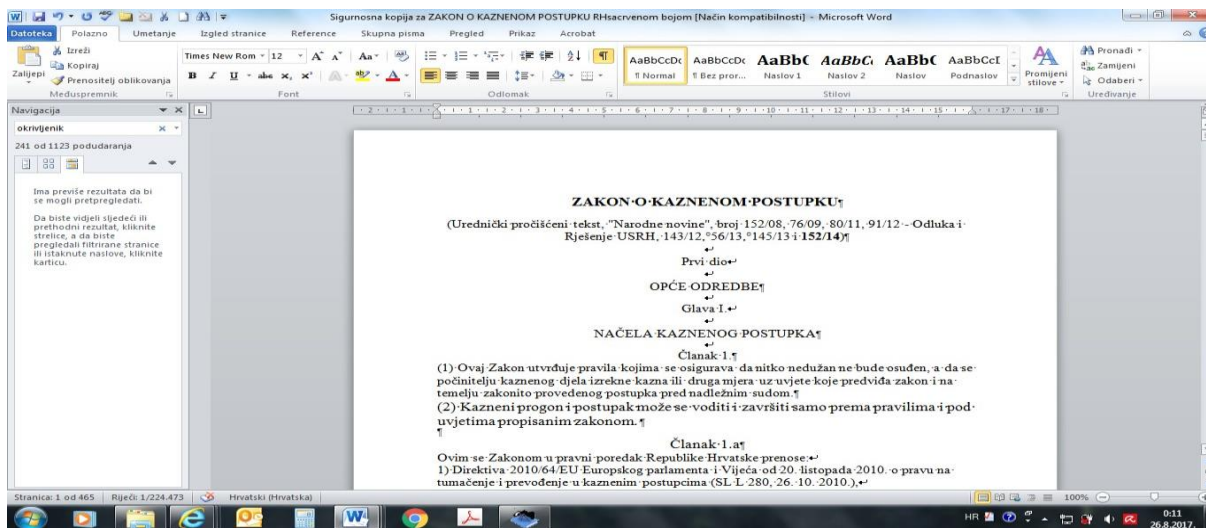 Sigurnosna kopija za ZAKON O KAZNENOM POSTUPKU RHsacrvenom bojom [Način kompatibilnosti] - Microsoft Word
Datoteka Polazno Umetanje Izgled stranice Reference Skupna pisma Pregled Prikaz Acrobat
Zalijepi
Izreži
Kopiraj
Prenositelj oblikovanja
Međuspremnik
Times New Rom 12
Font
Odlomak
AaBbCcDc AaBbCcDc AaBbC AaBbCc AaBbC AaBbCcI
¶ Normal ¶ Bez pror... Naslov 1 Naslov 2 Naslov Podnaslov
Promijeni stilove
Stilovi
Pronađi
Zamijeni
Odaberi
Uređivanje
Navigacija
okrivljenik
241 od 1123 podudaranja
Ima previše rezultata da bi
se mogli pretpregledati.
Da biste vidjeli sljedeći ili
prethodni rezultat, kliknite
strelice, a da biste
pregledali filtrirane stranice
ili istaknute naslove, kliknite
karticu.
ZAKON·O·KAZNENOM·POSTUPKU¶
(Urednički·pročišćeni·tekst,·"Narodne·novine",·broj·152/08,·76/09,·80/11,·91/12·-·Odluka·i·
Rješenje·USRH,·143/12,°56/13,°145/13·i·152/14)¶
Prvi·dio↵
OPĆE·ODREDBE¶
Glava·I.↵
NAČELA·KAZNENOG·POSTUPKA¶
Članak·1.¶
(1)·Ovaj·Zakon·utvrđuje·pravila·kojima·se·osigurava·da·nitko·nedužan·ne·bude·osuđen,·a·da·se·
počinitelju·kaznenog·djela·izrekne·kazna·ili·druga·mjera·uz·uvjete·koje·predviđa·zakon·i·na·
temelju·zakonito·provedenog·postupka·pred·nadležnim·sudom.¶
(2)·Kazneni·progon·i·postupak·može·se·voditi·i·završiti·samo·prema·pravilima·i·pod·
uvjetima·propisanim·zakonom.¶
¶
Članak·1.a¶
Ovim·se·Zakonom·u·pravni·poredak·Republike·Hrvatske·prenose:↵
1)·Direktiva·2010/64/EU·Europskog·parlamenta·i·Vijeća·od·20.·listopada·2010.·o·pravu·na·
tumačenje·i·prevođenje·u·kaznenim·postupcima·(SL·L·280,·26.·10.·2010.),↵
Stranica: 1 od 465 Riječi: 1/224.473 Hrvatski (Hrvatska) 100%
HR 0:11
26.8.2017.